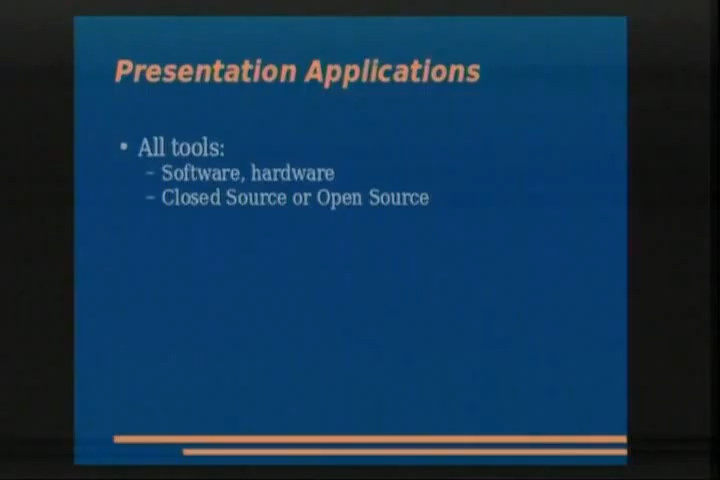 Presentation Applications
• All tools:
– Software, hardware
– Closed Source or Open Source